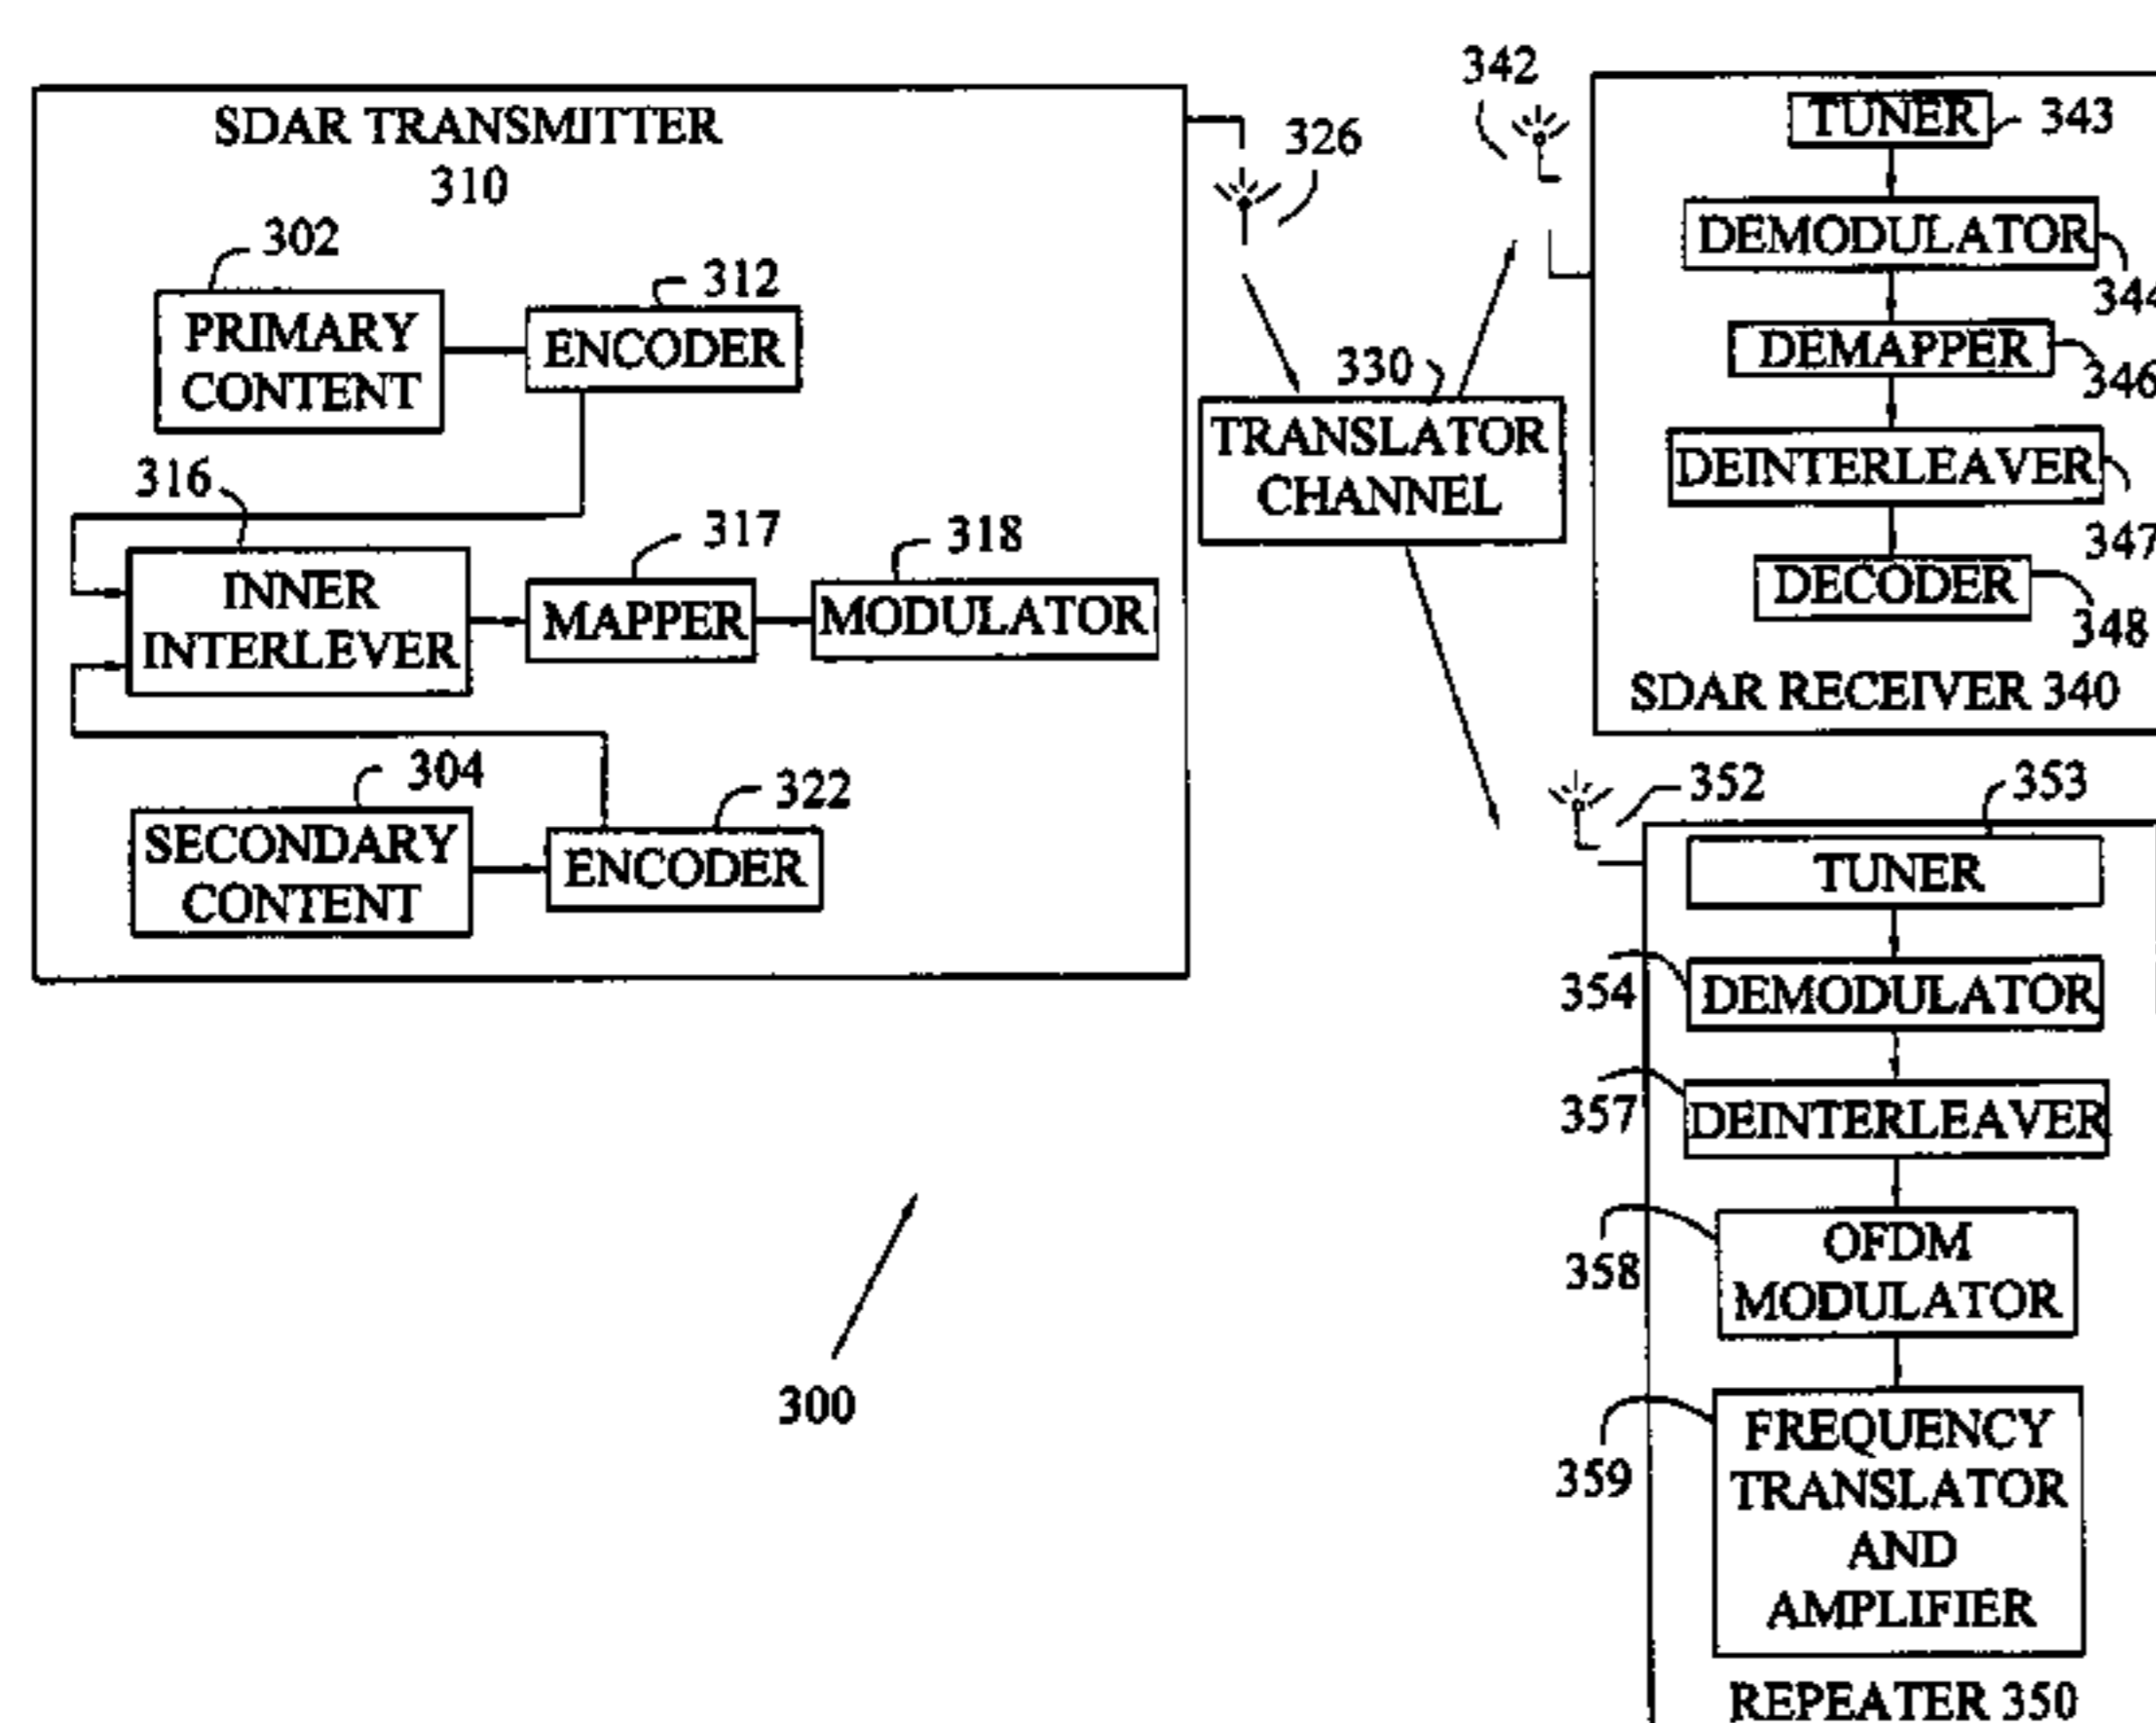 SDAR TRANSMITTER
310
302
PRIMARY
CONTENT
312
ENCODER
316
INNER
INTERLEVER
317
MAPPER
318
MODULATOR
304
SECONDARY
CONTENT
322
ENCODER
326
330
TRANSLATOR
CHANNEL
342
TUNER
343
DEMODULATOR
344
DEMAPPER
346
DEINTERLEAVER
347
DECODER
348
SDAR RECEIVER 340
352
353
TUNER
354
DEMODULATOR
357
DEINTERLEAVER
358
OFDM
MODULATOR
359
FREQUENCY
TRANSLATOR
AND
AMPLIFIER
REPEATER 350
300